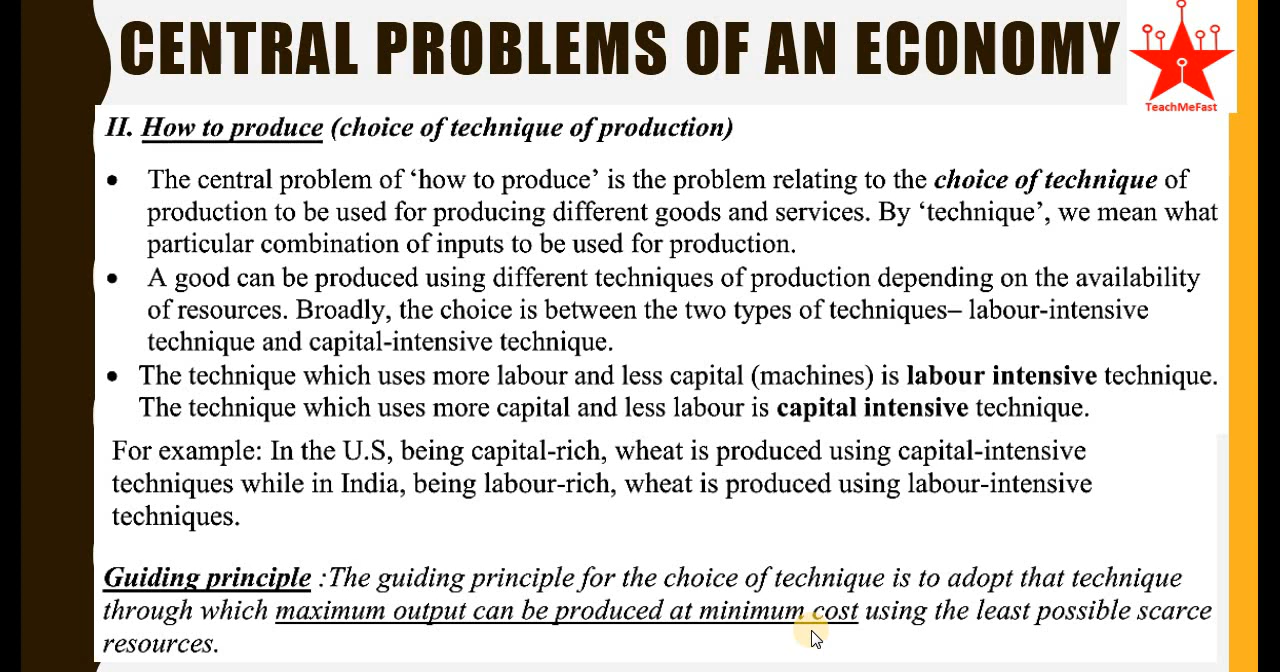 CENTRAL PROBLEMS OF AN ECONOMY
TeachMeFast
II. How to produce (choice of technique of production)
• The central problem of ‘how to produce’ is the problem relating to the choice of technique of
production to be used for producing different goods and services. By ‘technique’, we mean what
particular combination of inputs to be used for production.
• A good can be produced using different techniques of production depending on the availability
of resources. Broadly, the choice is between the two types of techniques– labour-intensive
technique and capital-intensive technique.
• The technique which uses more labour and less capital (machines) is labour intensive technique.
The technique which uses more capital and less labour is capital intensive technique.
For example: In the U.S, being capital-rich, wheat is produced using capital-intensive
techniques while in India, being labour-rich, wheat is produced using labour-intensive
techniques.
Guiding principle :The guiding principle for the choice of technique is to adopt that technique
through which maximum output can be produced at minimum cost using the least possible scarce
resources.